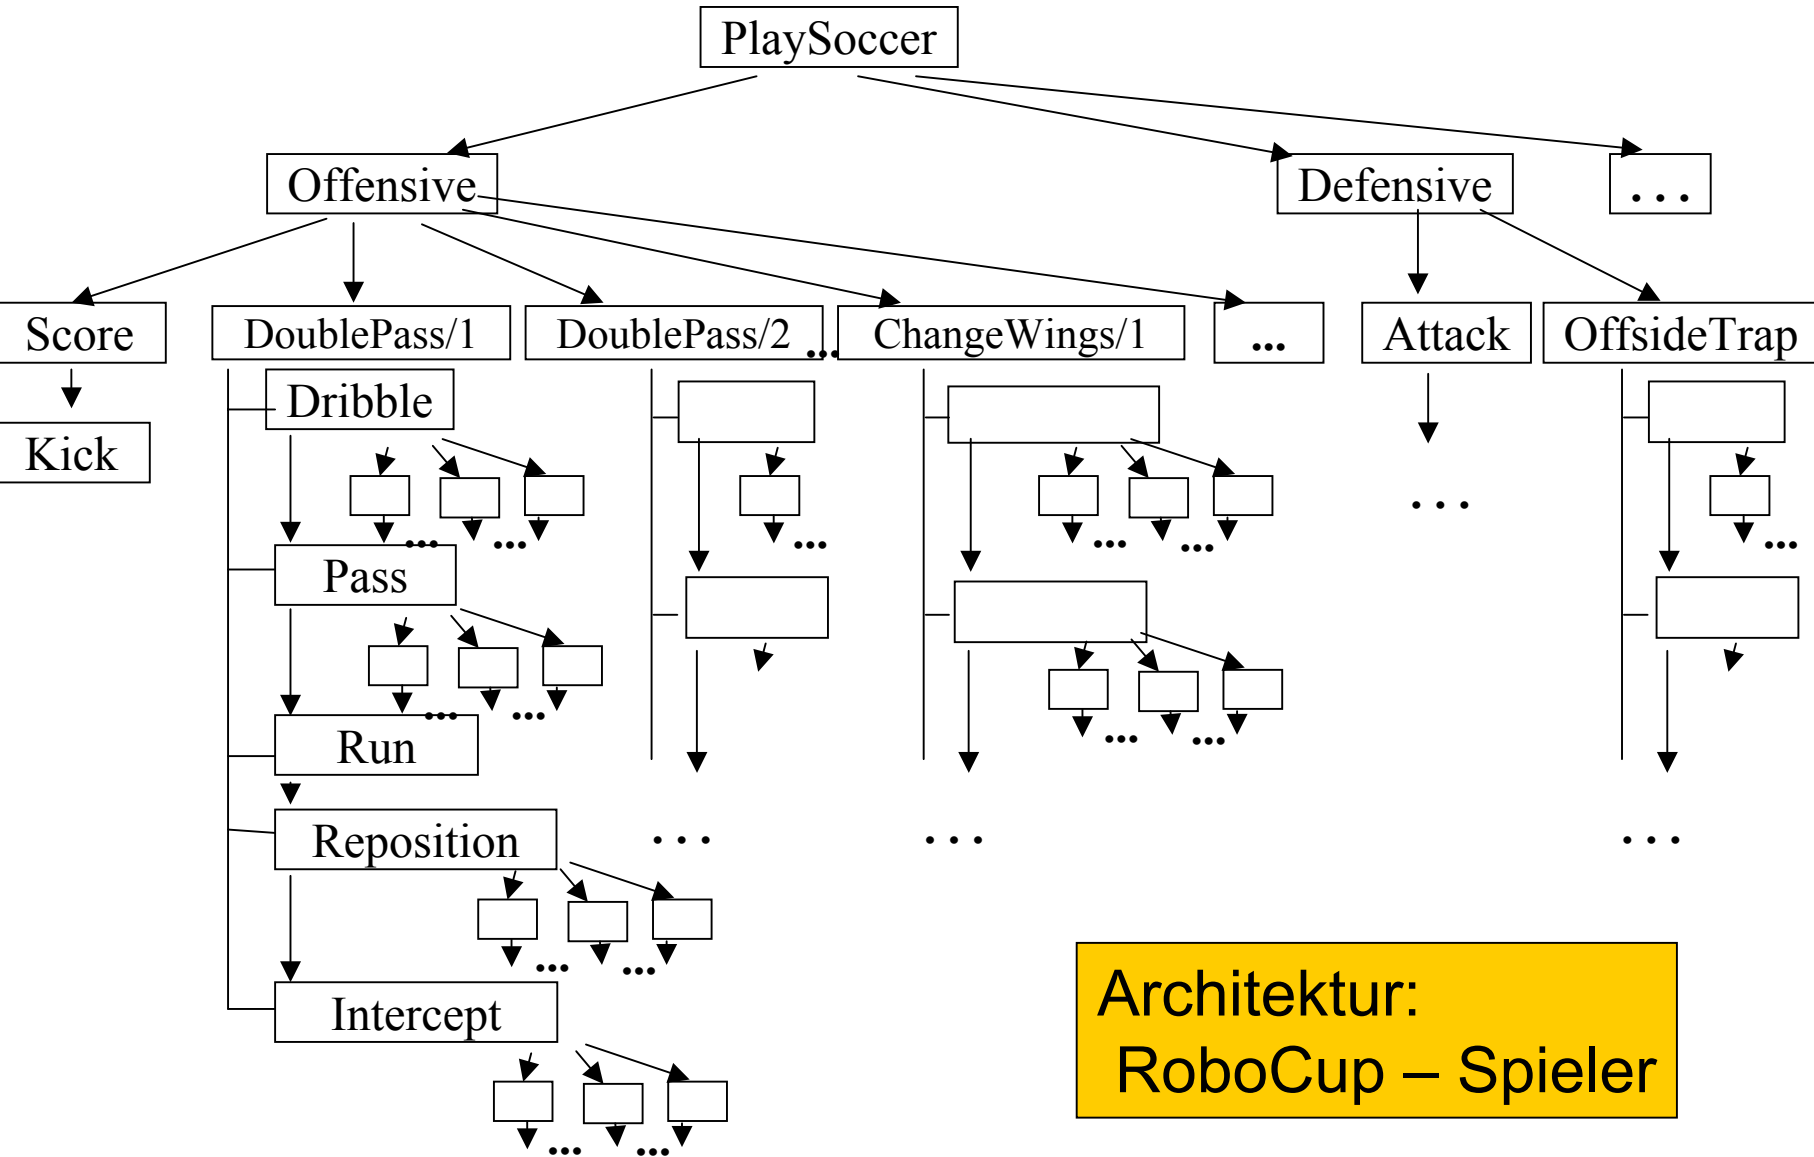 PlaySoccer
Offensive
Defensive
. . .
Score
DoublePass/1
DoublePass/2
...
ChangeWings/1
...
Attack
OffsideTrap
Kick
Dribble
... ...
...
... ...
. . .
...
Pass
... ...
... ...
Run
Reposition
. . .
. . .
. . .
... ...
Intercept
... ...
Architektur:
RoboCup – Spieler